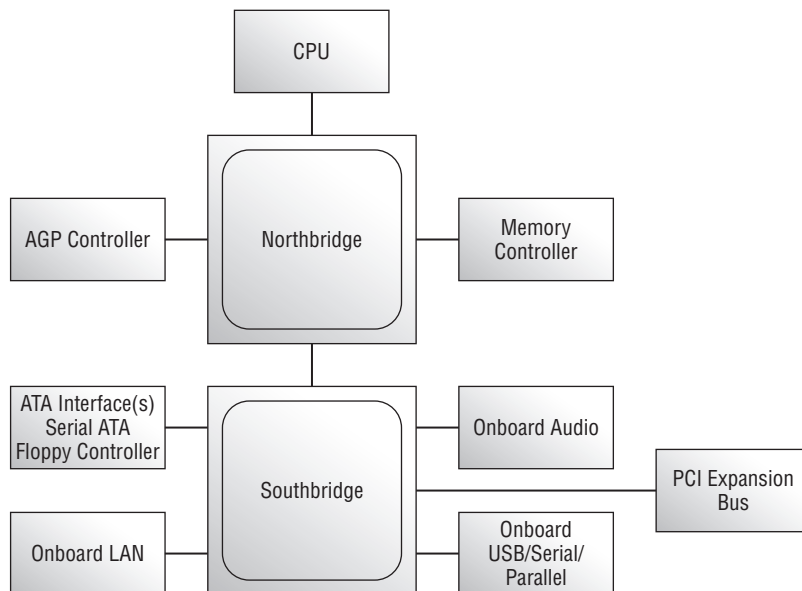 CPU
AGP Controller
Northbridge
Memory
Controller
ATA Interface(s)
Serial ATA
Floppy Controller
Onboard Audio
Southbridge
PCI Expansion
Bus
Onboard LAN
Onboard
USB/Serial/
Parallel